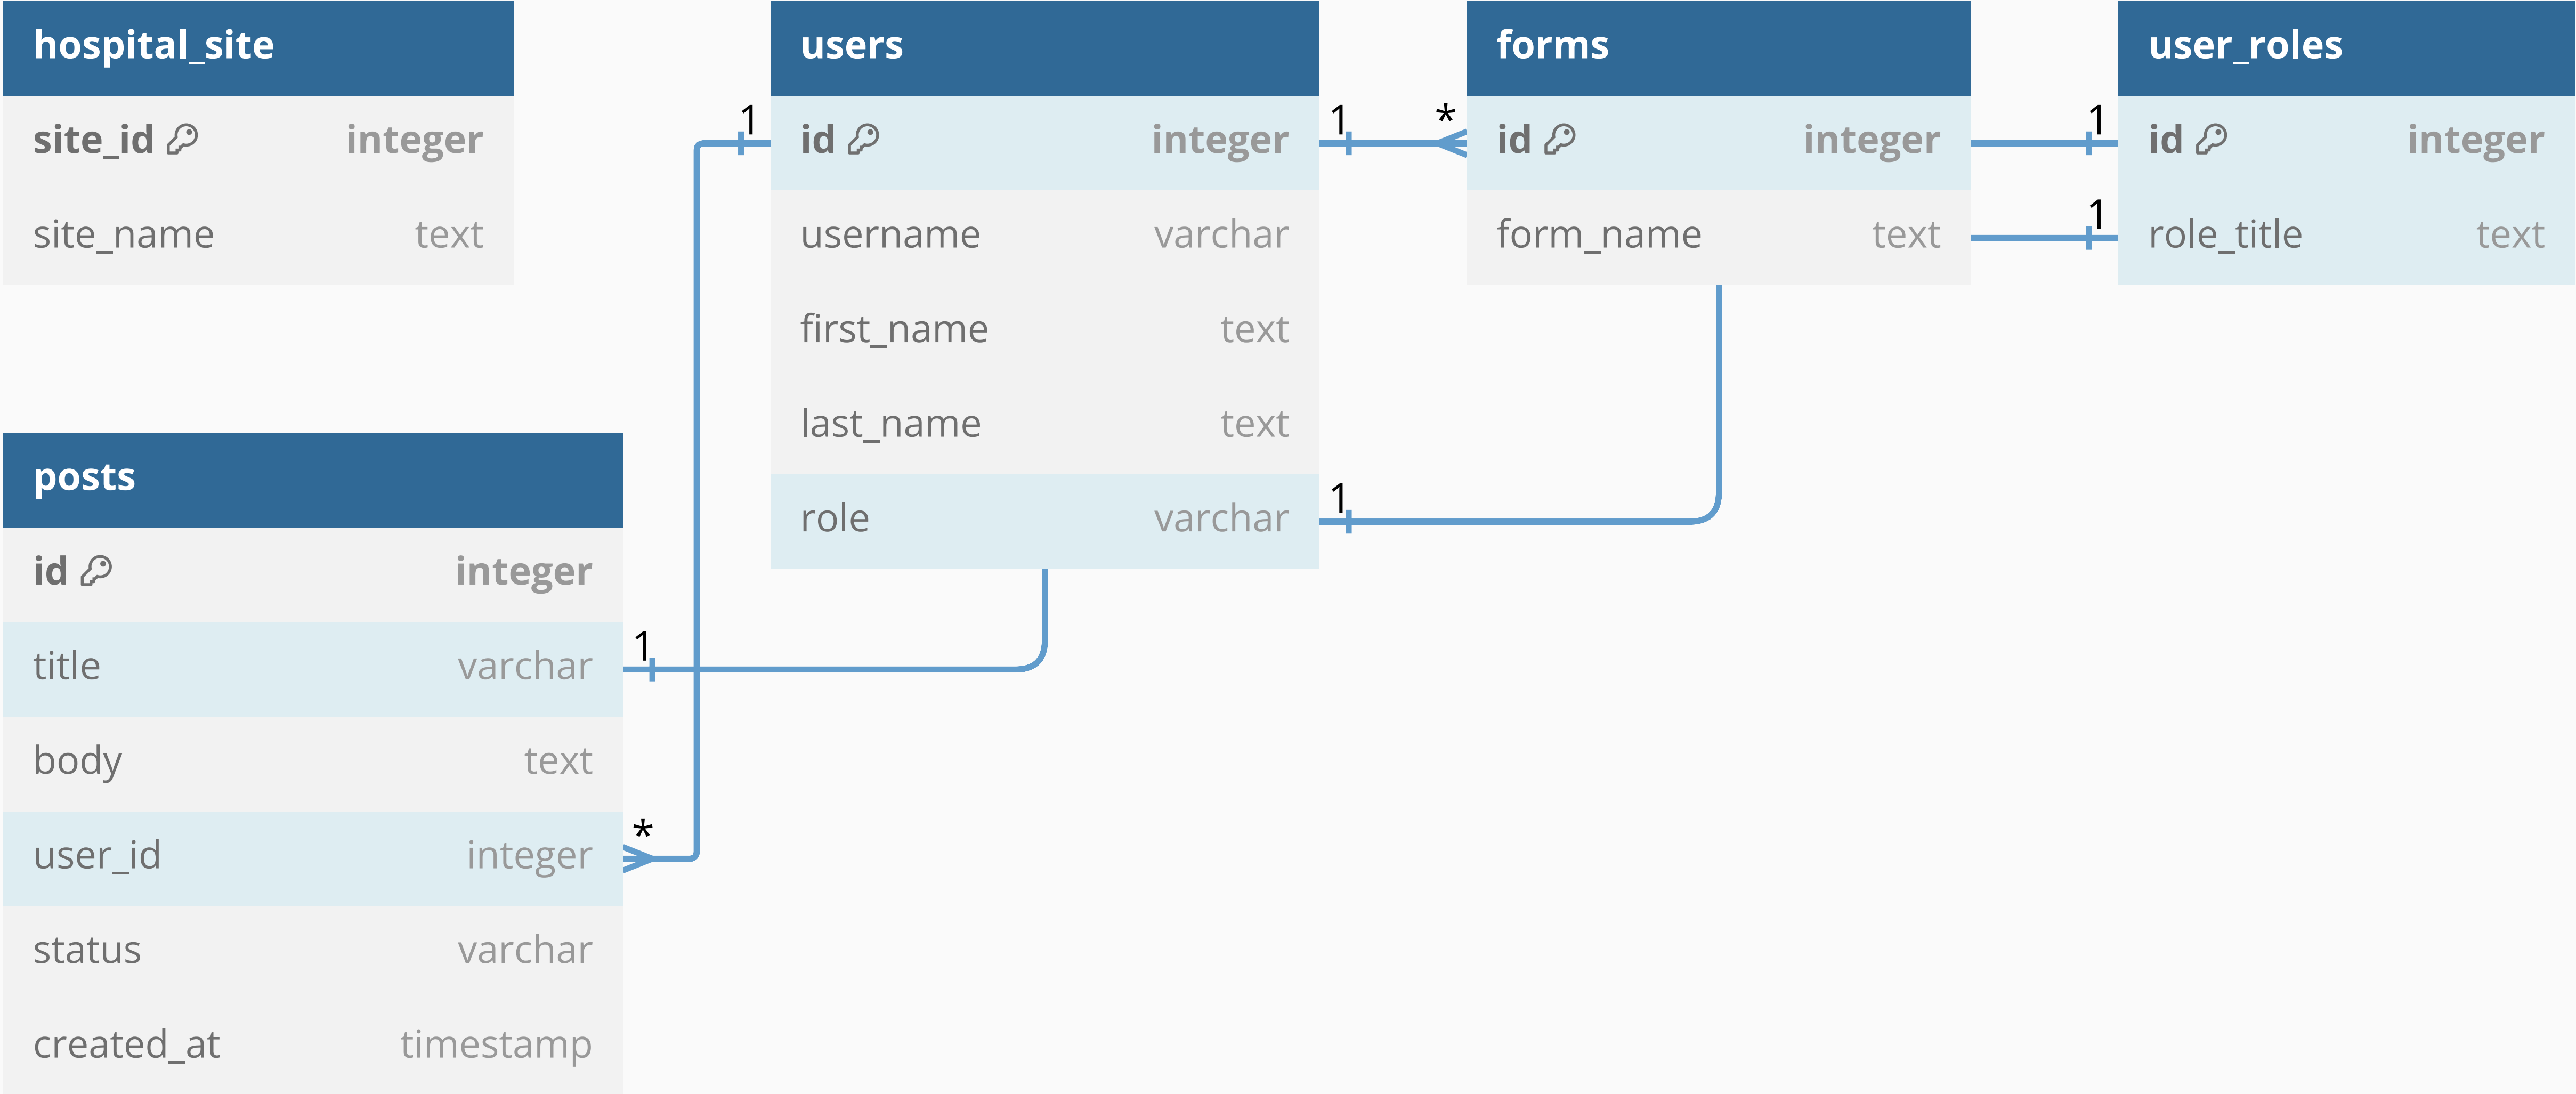 hospital_site
site_id integer
site_name text
users
id integer
username varchar
first_name text
last_name text
role varchar
forms
id integer
form_name text
user_roles
id integer
role_title text
posts
id integer
title varchar
body text
user_id integer
status varchar
created_at timestamp
1
1
*
1
1
1
1
*